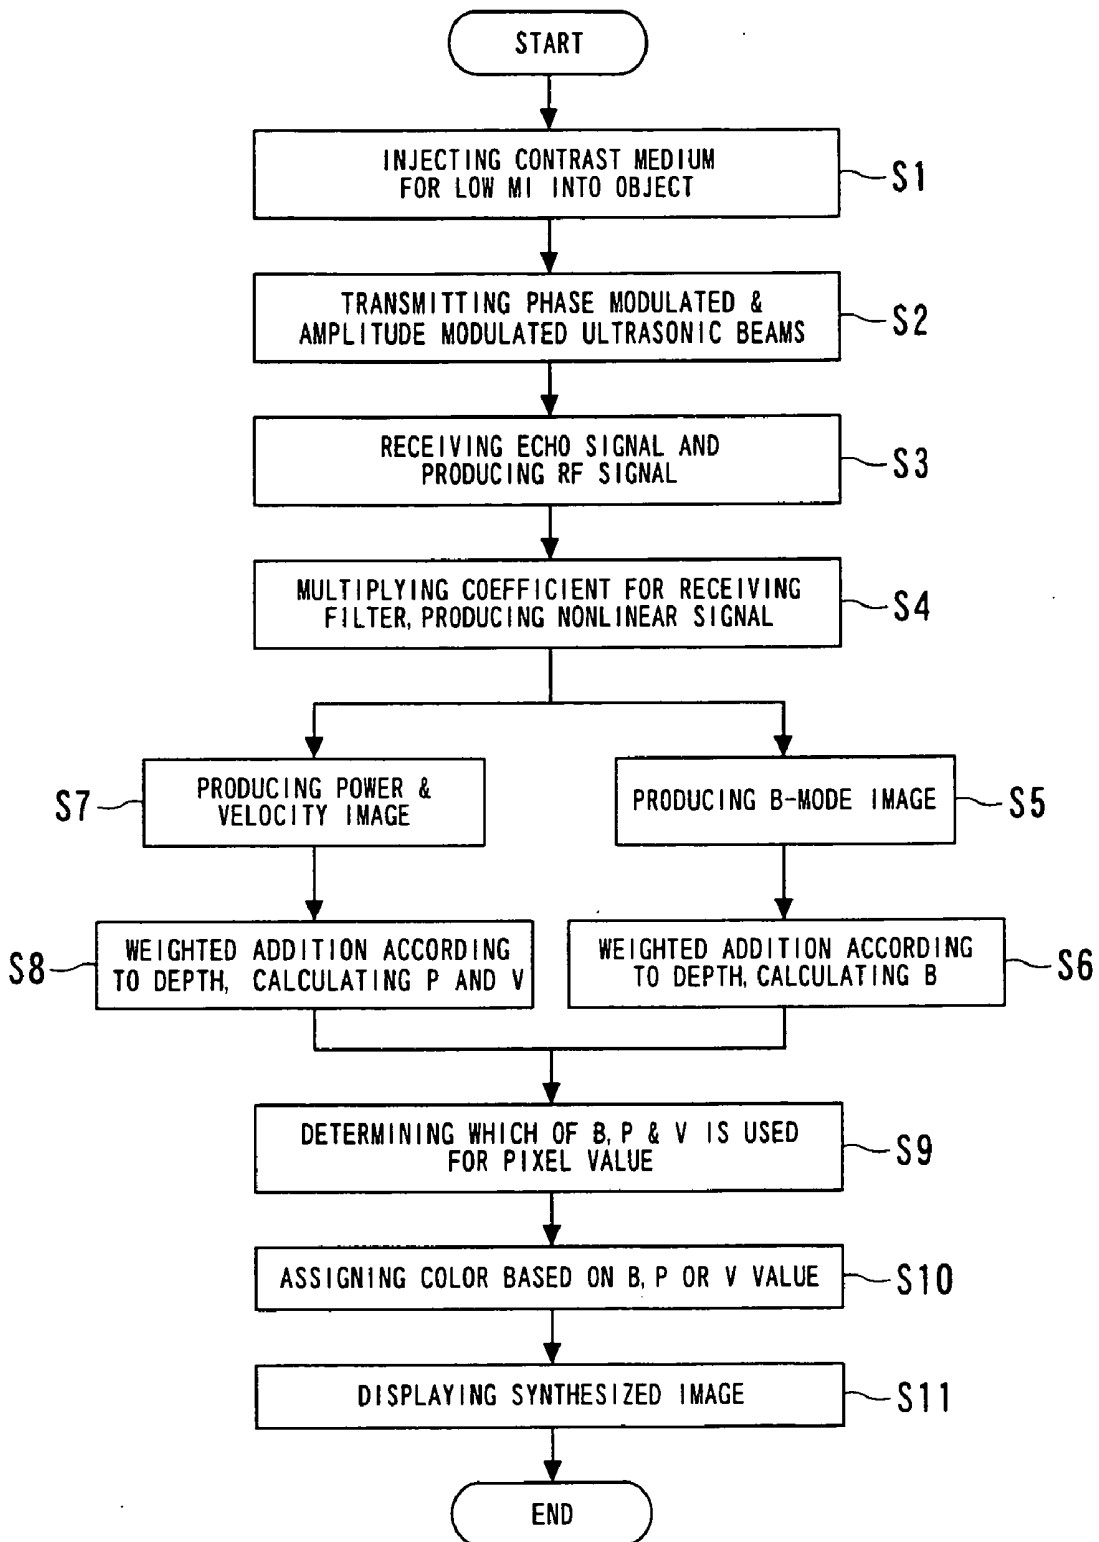 START
INJECTING CONTRAST MEDIUM
FOR LOW MI INTO OBJECT
S1
TRANSMITTING PHASE MODULATED &
AMPLITUDE MODULATED ULTRASONIC BEAMS
S2
RECEIVING ECHO SIGNAL AND
PRODUCING RF SIGNAL
S3
MULTIPLYING COEFFICIENT FOR RECEIVING
FILTER, PRODUCING NONLINEAR SIGNAL
S4
S7
PRODUCING POWER &
VELOCITY IMAGE
PRODUCING B-MODE IMAGE
S5
S8
WEIGHTED ADDITION ACCORDING
TO DEPTH, CALCULATING P AND V
WEIGHTED ADDITION ACCORDING
TO DEPTH, CALCULATING B
S6
DETERMINING WHICH OF B, P & V IS USED
FOR PIXEL VALUE
S9
ASSIGNING COLOR BASED ON B, P OR V VALUE
S10
DISPLAYING SYNTHESIZED IMAGE
S11
END